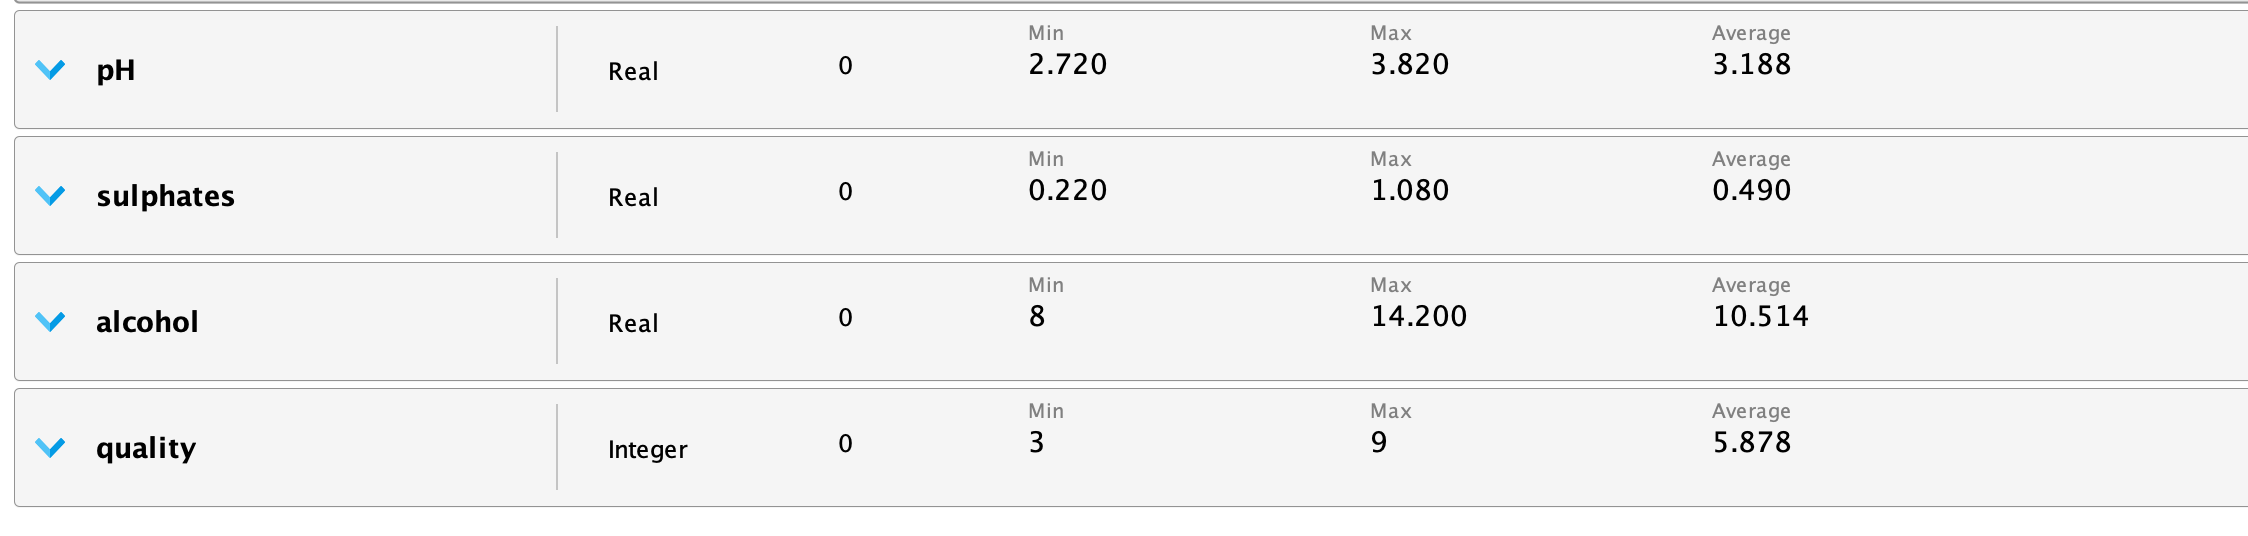 Min Max Average
pH Real 0 2.720 3.820 3.188
Min Max Average
sulphates Real 0 0.220 1.080 0.490
Min Max Average
alcohol Real 0 8 14.200 10.514
Min Max Average
quality Integer 0 3 9 5.878